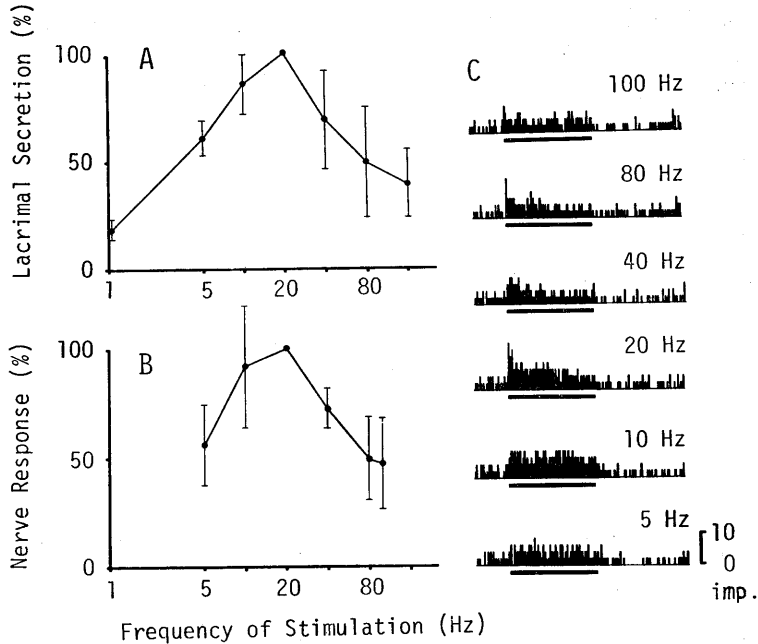 Lacrimal Secretion (%)
A
100
50
0
1 5 20 80
Nerve Response (%)
B
100
50
0
1 5 20 80
Frequency of Stimulation (Hz)
C
100 Hz
80 Hz
40 Hz
20 Hz
10 Hz
5 Hz
10
0
imp.